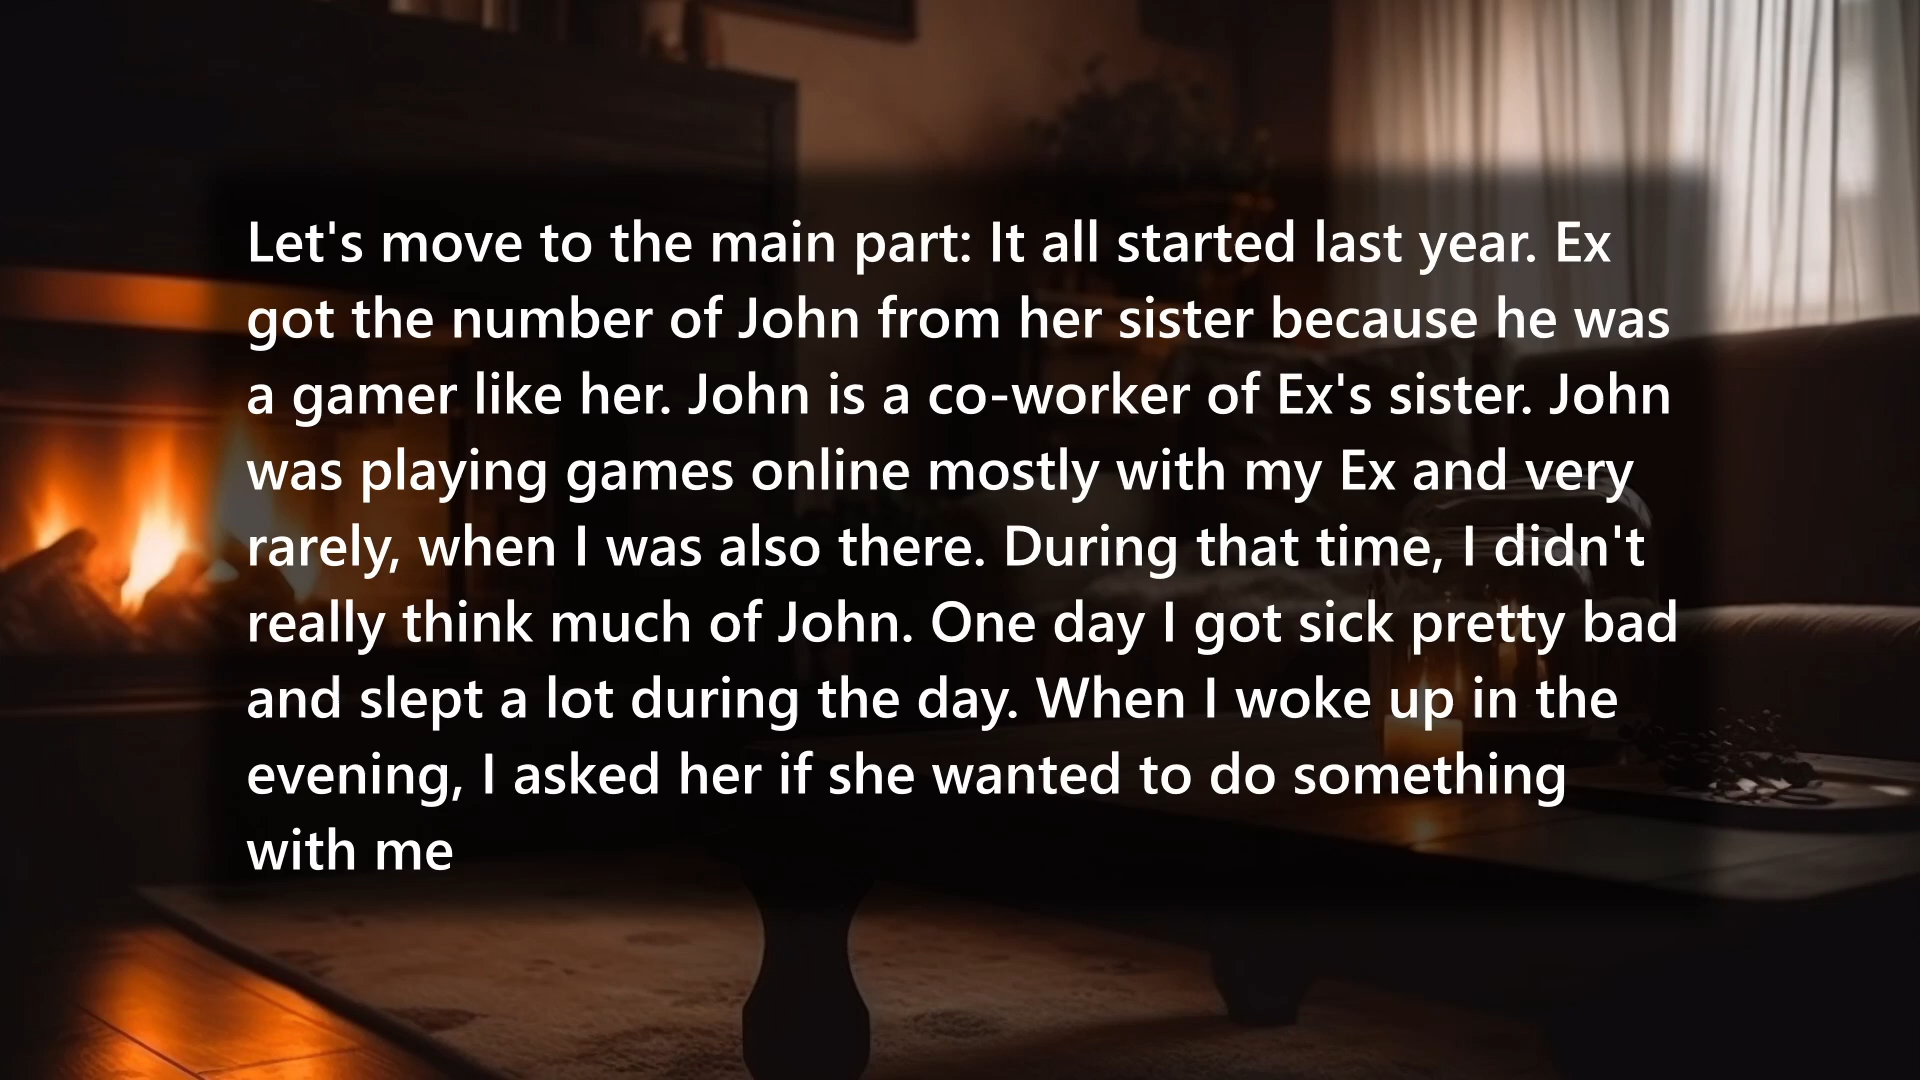 Let's move to the main part: It all started last year. Ex
got the number of John from her sister because he was
a gamer like her. John is a co-worker of Ex's sister. John
was playing games online mostly with my Ex and very
rarely, when I was also there. During that time, I didn't
really think much of John. One day I got sick pretty bad
and slept a lot during the day. When I woke up in the
evening, I asked her if she wanted to do something
with me